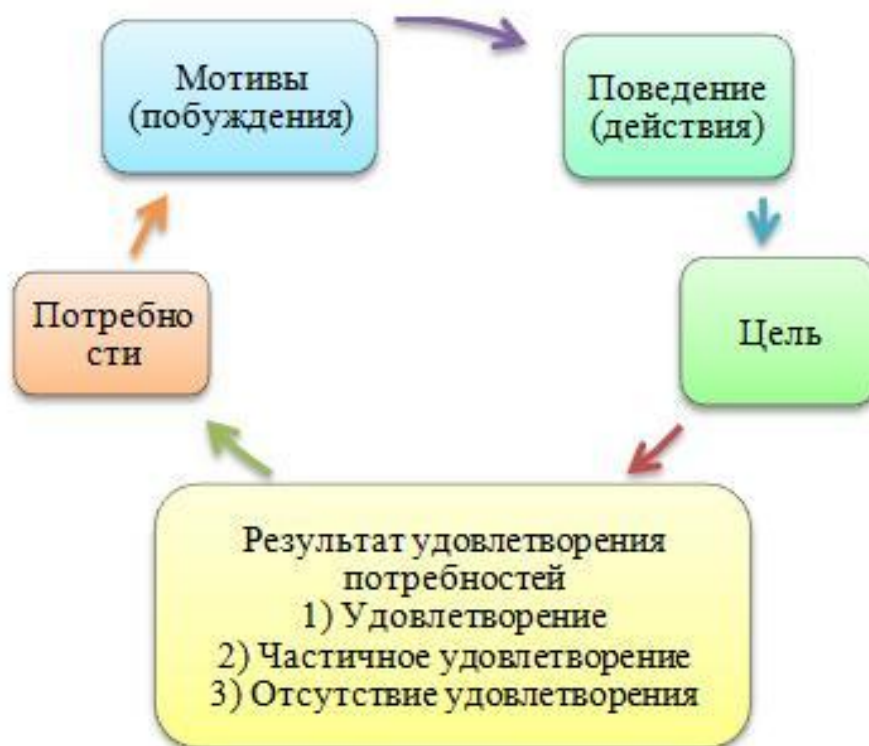 Мотивы
(побуждения)
Поведение
(действия)
Потребно
сти
Цель
Результат удовлетворения
потребностей
1) Удовлетворение
2) Частичное удовлетворение
3) Отсутствие удовлетворения